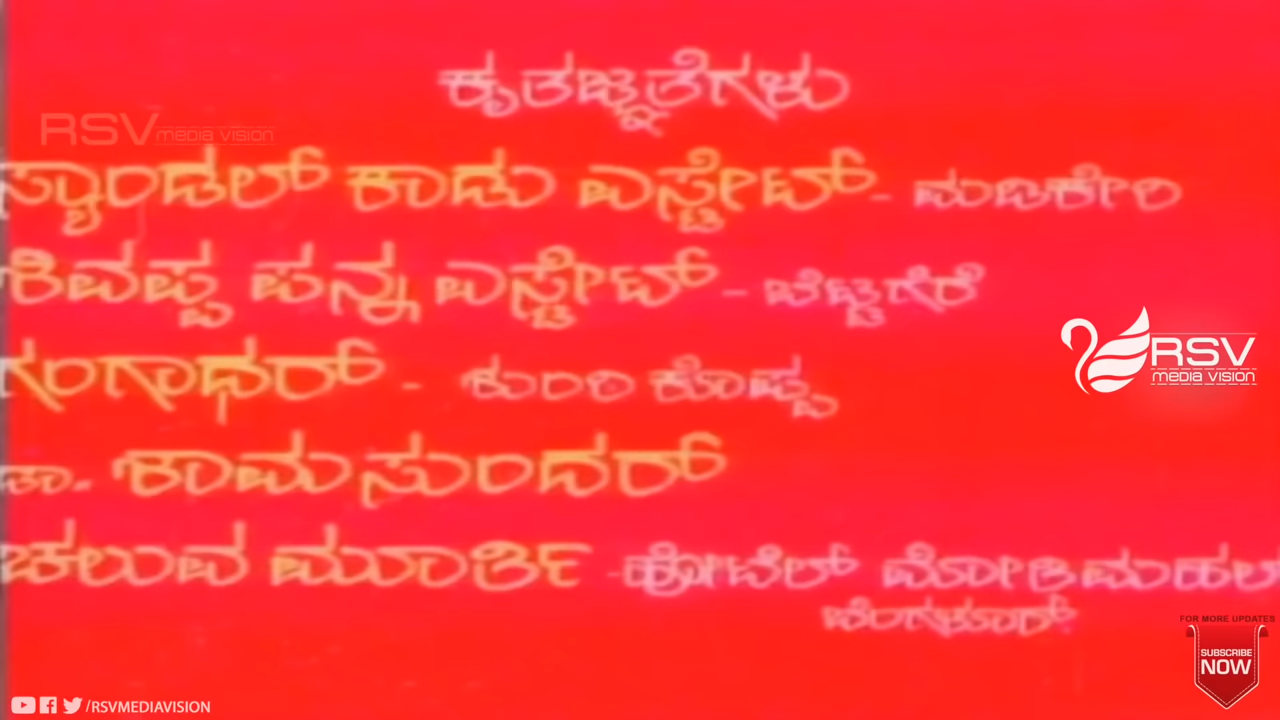 ಕೃತಜ್ಞತೆಗಳು
RSV MEDIA VISION
ಸ್ಯಾಂಡಲ್ ಕಾಡು ಎಸ್ಟೇಟ್ - ಮಡಿಕೇರಿ
ಶಿವಪ್ಪ ಪನ್ನ ಎಸ್ಟೇಟ್ - ಬೆಟ್ಟಗೆರೆ
ಗಂಗಾಧರ್ - ಕೊಪ್ಪ
RSV
MEDIA VISION
ಡಾ. ಶಾಮಸುಂದರ್
ಚಲುವ ಮೂರ್ತಿ - ಹೋಟೆಲ್ ಮೋತಿಮಹಲ್
ಬೆಂಗಳೂರ್
FOR MORE UPDATES
SUBSCRIBE
NOW
/RSVMEDIAVISION